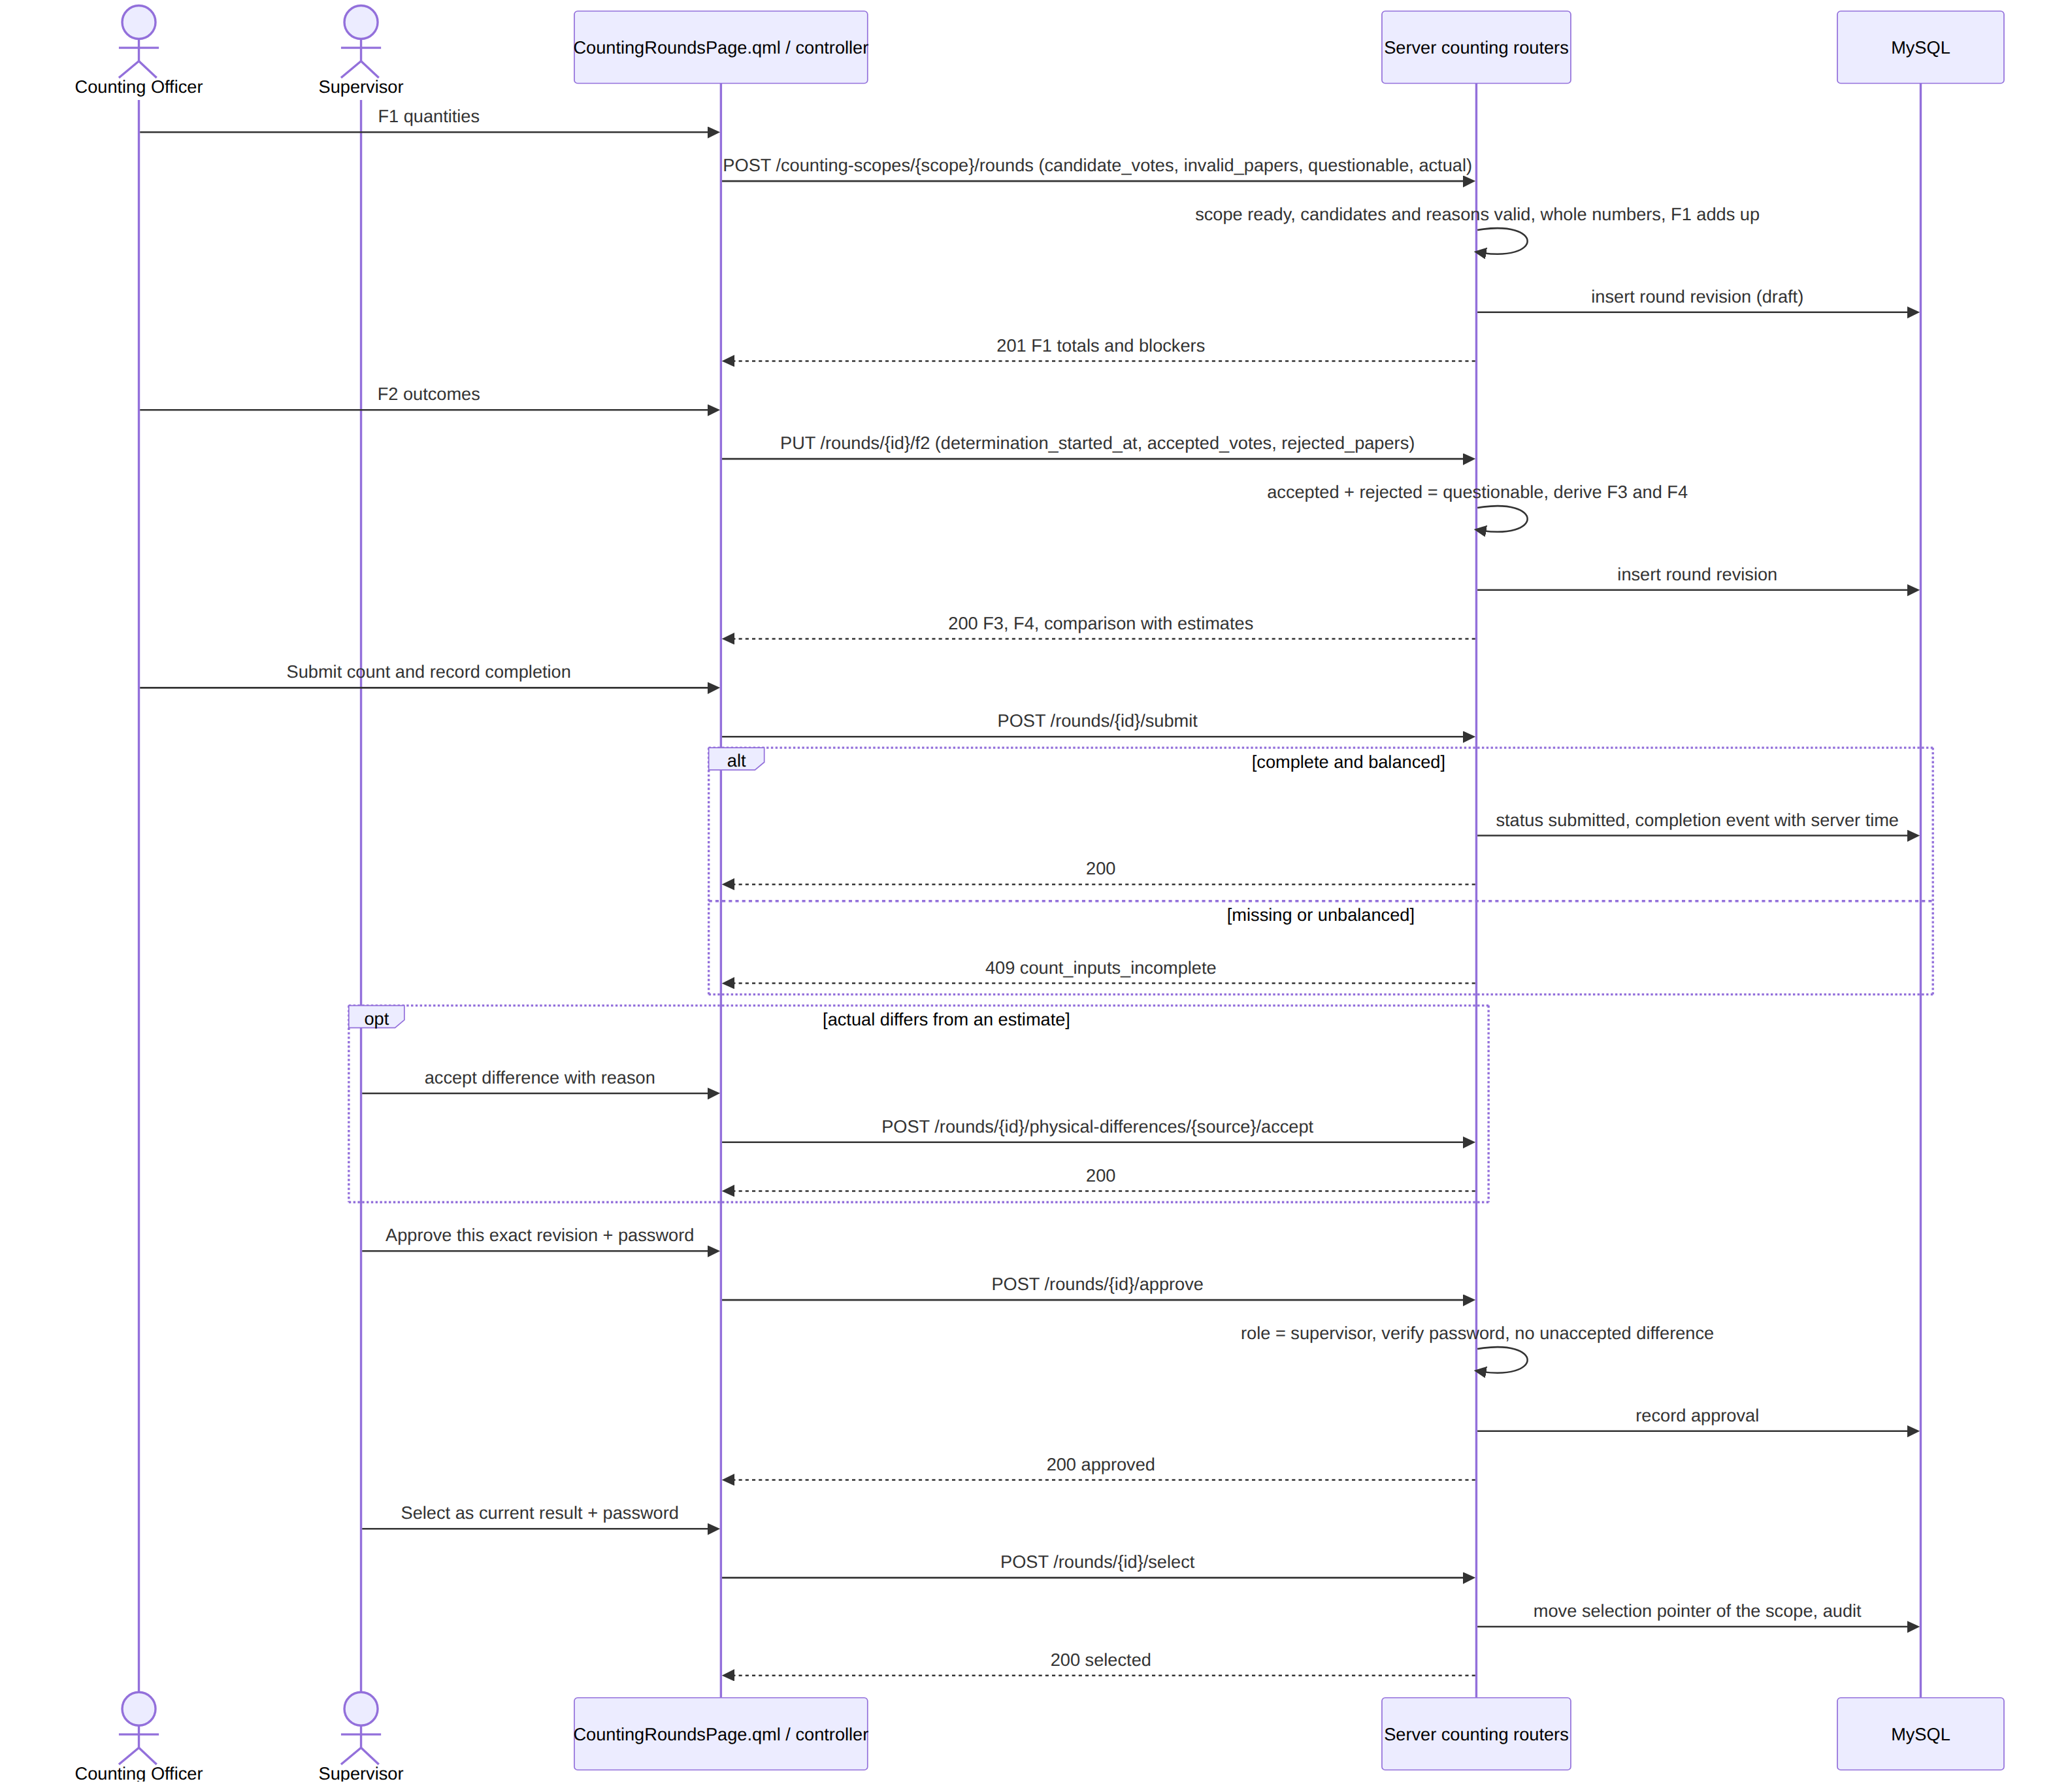 Counting Officer
Supervisor
CountingRoundsPage.qml / controller
Server counting routers
MySQL
F1 quantities
POST /counting-scopes/{scope}/rounds (candidate_votes, invalid_papers, questionable, actual)
scope ready, candidates and reasons valid, whole numbers, F1 adds up
insert round revision (draft)
201 F1 totals and blockers
F2 outcomes
PUT /rounds/{id}/f2 (determination_started_at, accepted_votes, rejected_papers)
accepted + rejected = questionable, derive F3 and F4
insert round revision
200 F3, F4, comparison with estimates
Submit count and record completion
POST /rounds/{id}/submit
alt
[complete and balanced]
status submitted, completion event with server time
200
[missing or unbalanced]
409 count_inputs_incomplete
opt
[actual differs from an estimate]
accept difference with reason
POST /rounds/{id}/physical-differences/{source}/accept
200
Approve this exact revision + password
POST /rounds/{id}/approve
role = supervisor, verify password, no unaccepted difference
record approval
200 approved
Select as current result + password
POST /rounds/{id}/select
move selection pointer of the scope, audit
200 selected
CountingRoundsPage.qml / controller
Server counting routers
MySQL
Counting Officer
Supervisor